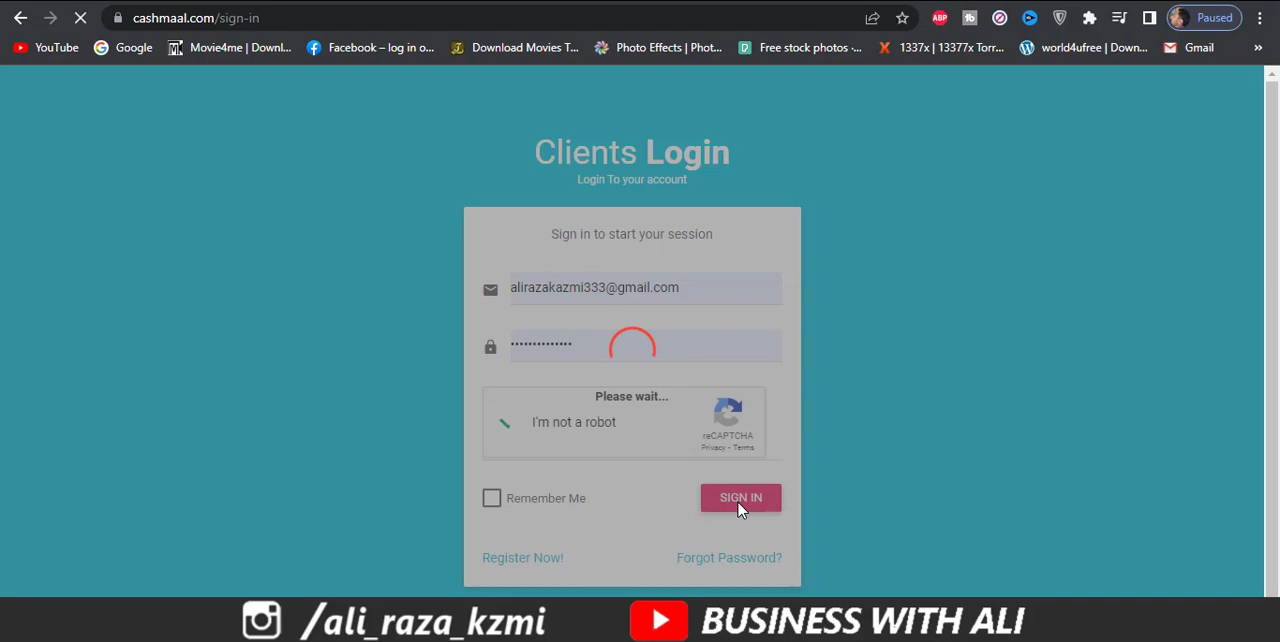 cashmaal.com/sign-in
ABP
tb
Paused
YouTube
Google
Movie4me | Downl...
Facebook – log in o...
Download Movies T...
Photo Effects | Phot...
Free stock photos -...
1337x | 13377x Torr...
world4ufree | Down...
Gmail
»
Clients Login
Login To your account
Sign in to start your session
alirazakazmi333@gmail.com
••••••••••••••
Please wait...
I'm not a robot
reCAPTCHA
Privacy - Terms
Remember Me
SIGN IN
Register Now!
Forgot Password?
/ali_raza_kzmi
BUSINESS WITH ALI